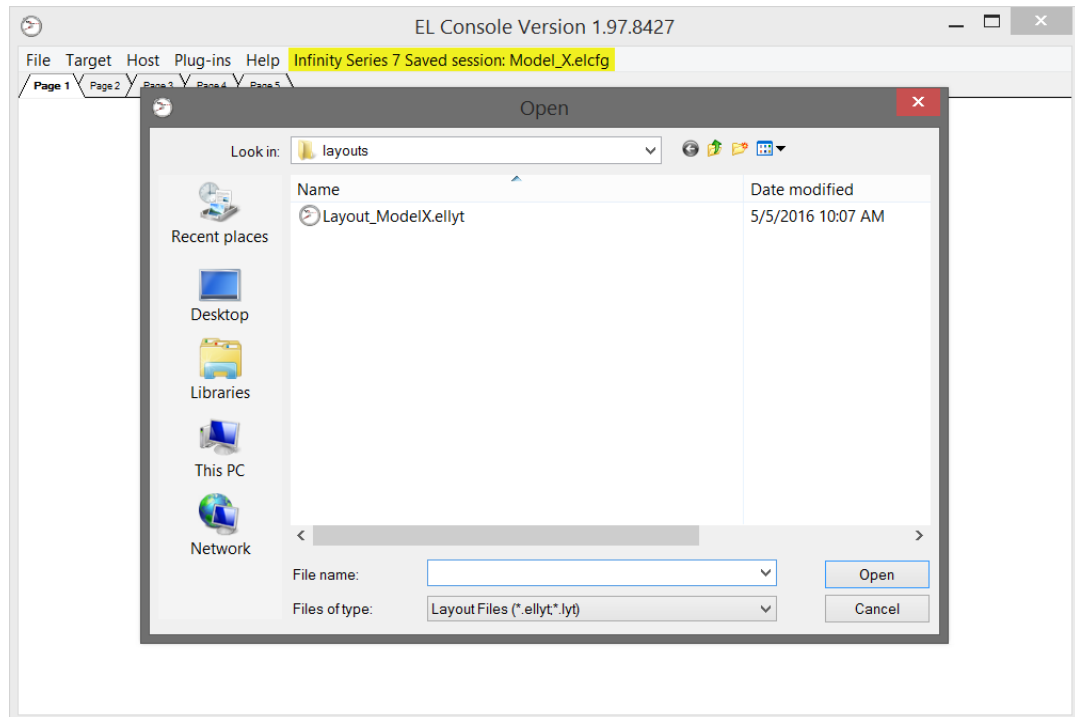 EL Console Version 1.97.8427
File Target Host Plug-ins Help Infinity Series 7 Saved session: Model_X.elcfg
Page 1 Page 2 Page 3 Page 4 Page 5
Open
Look in: layouts
Name Date modified
Layout_ModelX.ellyt 5/5/2016 10:07 AM
Recent places
Desktop
Libraries
This PC
Network
File name: Open
Files of type: Layout Files (*.ellyt;*.lyt) Cancel